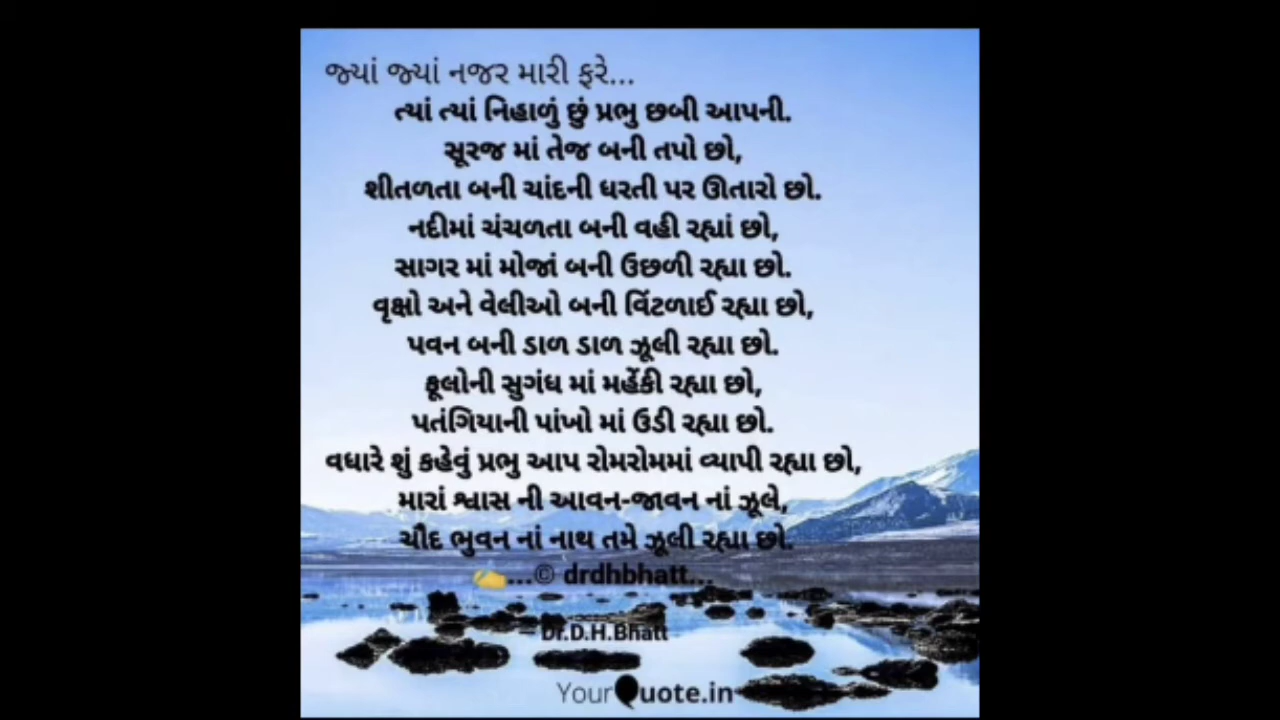 જ્યાં જ્યાં નજર મારી ફરે...
ત્યાં ત્યાં નિહાળું છું પ્રભુ છબી આપની.
સૂરજ માં તેજ બની તપો છો,
શીતળતા બની ચાંદની ધરતી પર ઊતારો છો.
નદીમાં ચંચળતા બની વહી રહ્યાં છો,
સાગર માં મોજાં બની ઉછળી રહ્યા છો.
વૃક્ષો અને વેલીઓ બની વિંટળાઈ રહ્યા છો,
પવન બની ડાળ ડાળ ઝૂલી રહ્યા છો.
ફૂલોની સુગંધ માં મહેંકી રહ્યા છો,
પતંગિયાની પાંખો માં ઉડી રહ્યા છો.
વધારે શું કહેવું પ્રભુ આપ રોમરોમમાં વ્યાપી રહ્યા છો,
મારાં શ્વાસ ની આવન-જાવન નાં ઝૂલે,
ચૌદ ભુવન નાં નાથ તમે ઝૂલી રહ્યા છો.
✍️...© drdhbhatt...
Dr.D.H.Bhatt
YourQuote.in